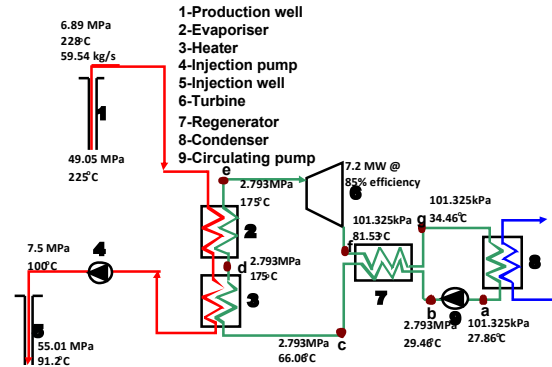 1-Production well
2-Evaporiser
3-Heater
4-Injection pump
5-Injection well
6-Turbine
7-Regenerator
8-Condenser
9-Circulating pump
6.89 MPa
228°C
59.54 kg/s
1
49.05 MPa
225°C
e
2.793MPa
175°C
7.2 MW @
85% efficiency
6
2
d
2.793MPa
175°C
3
f
101.325kPa
81.53°C
7
g
101.325kPa
34.46°C
8
7.5 MPa
100°C
4
5
55.01 MPa
91.2°C
2.793MPa
66.06°C
c
b
9
a
2.793MPa
29.46°C
101.325kPa
27.86°C